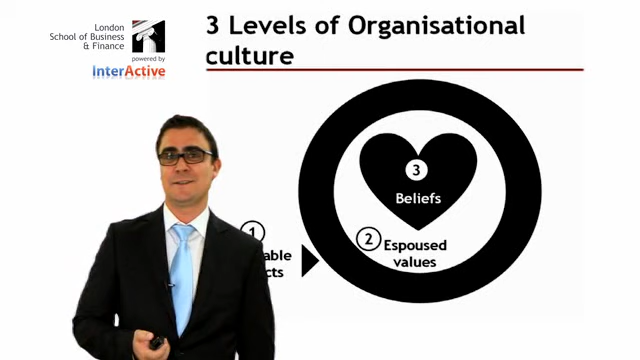 London
School of Business
& Finance
powered by
InterActive
3 Levels of Organisational
culture
3
Beliefs
1
2
Espoused
values